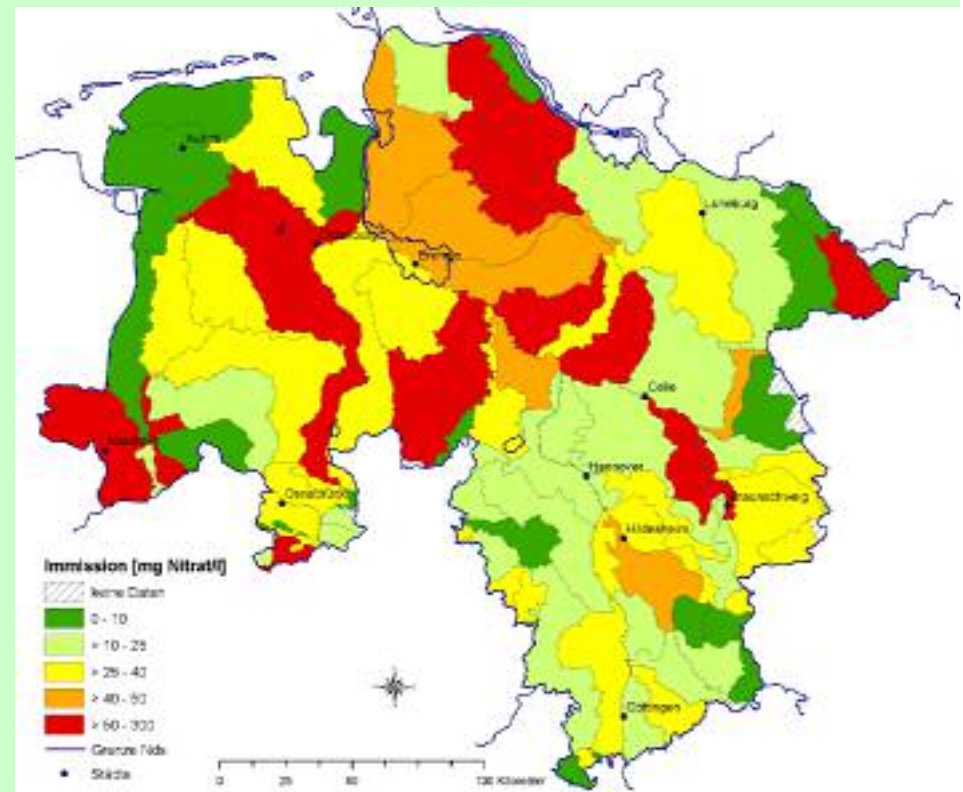 Lüneburg
Bremen
Celle
Hannover
Osnabrück
Braunschweig
Hildesheim
Göttingen
Immission [mg Nitrat/l]
keine Daten
0 - 10
> 10 - 25
> 25 - 40
> 40 - 50
> 50 - 300
Grenze Nds.
Städte
0 25 50 100 Kilometer